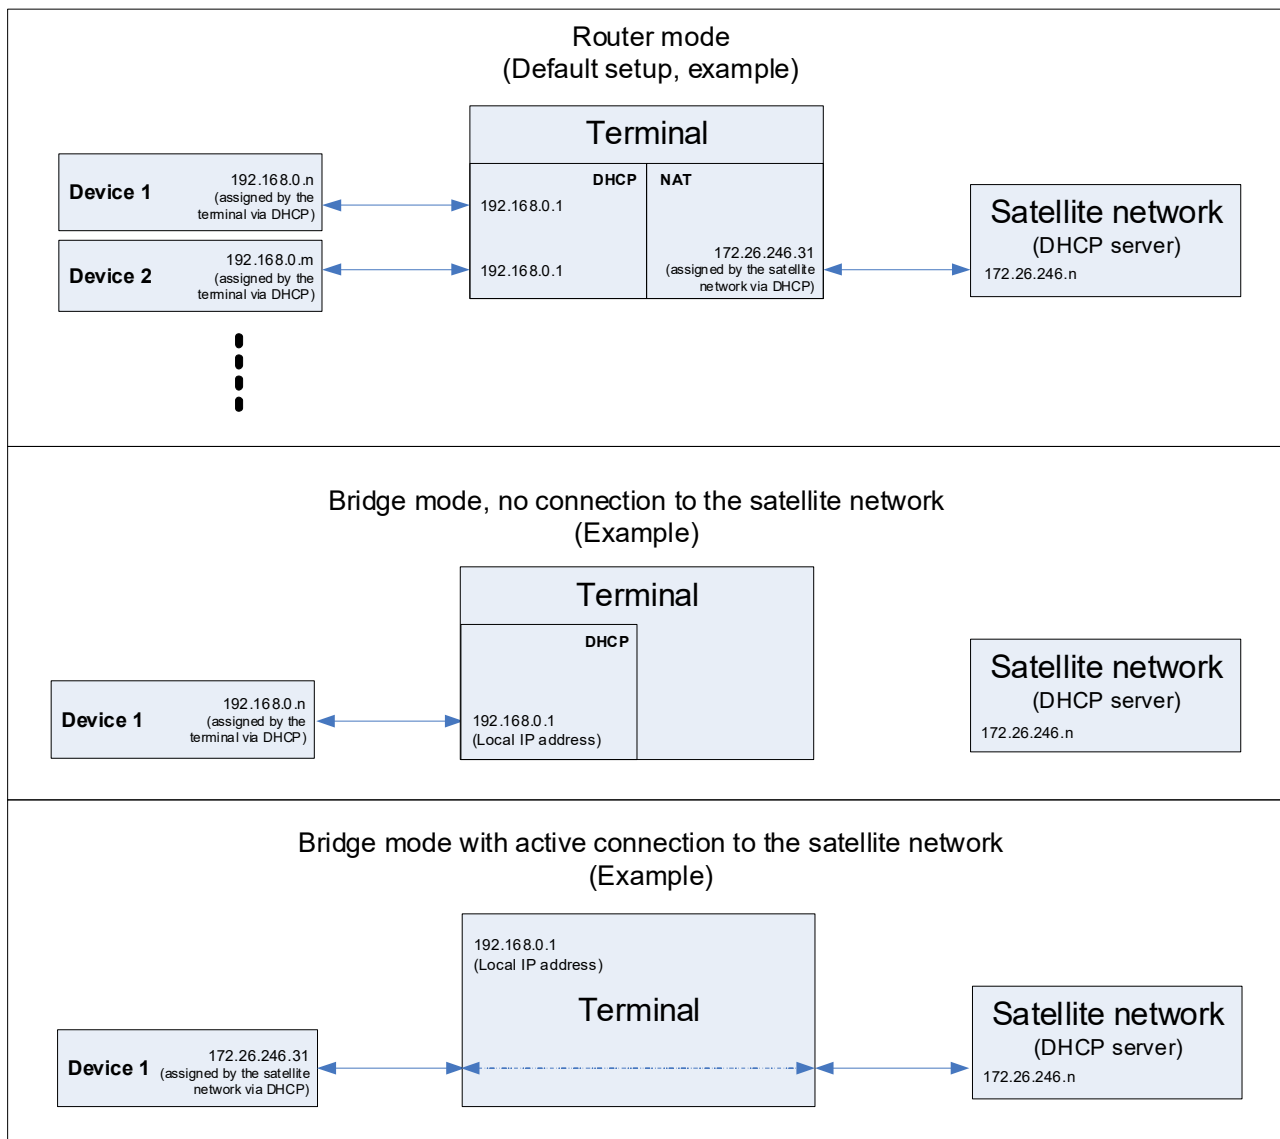 Router mode
(Default setup, example)
Terminal
Device 1
192.168.0.n
(assigned by the
terminal via DHCP)
DHCP
192.168.0.1
NAT
Satellite network
(DHCP server)
172.26.246.n
Device 2
192.168.0.m
(assigned by the
terminal via DHCP)
192.168.0.1
172.26.246.31
(assigned by the satellite
network via DHCP)
Bridge mode, no connection to the satellite network
(Example)
Terminal
DHCP
Device 1
192.168.0.n
(assigned by the
terminal via DHCP)
192.168.0.1
(Local IP address)
Satellite network
(DHCP server)
172.26.246.n
Bridge mode with active connection to the satellite network
(Example)
192.168.0.1
(Local IP address)
Terminal
Device 1
172.26.246.31
(assigned by the satellite
network via DHCP)
Satellite network
(DHCP server)
172.26.246.n